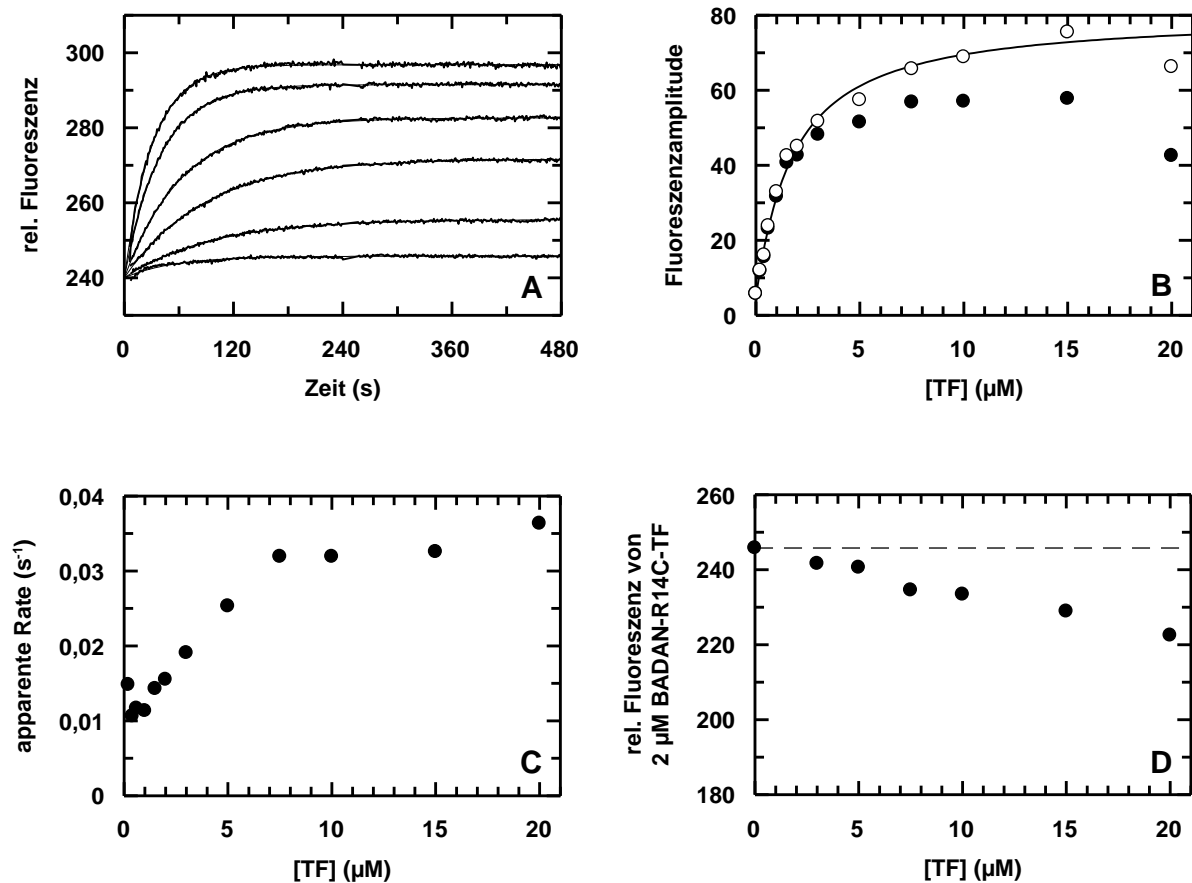 300
280
260
240
rel. Fluoreszenz
A
0 120 240 360 480
Zeit (s)
80
60
40
20
0
Fluoreszenzamplitude
B
0 5 10 15 20
[TF] (µM)
0,04
0,03
0,02
0,01
0
apparente Rate (s⁻¹)
C
0 5 10 15 20
[TF] (µM)
260
240
220
200
180
rel. Fluoreszenz von
2 µM BADAN-R14C-TF
D
0 5 10 15 20
[TF] (µM)